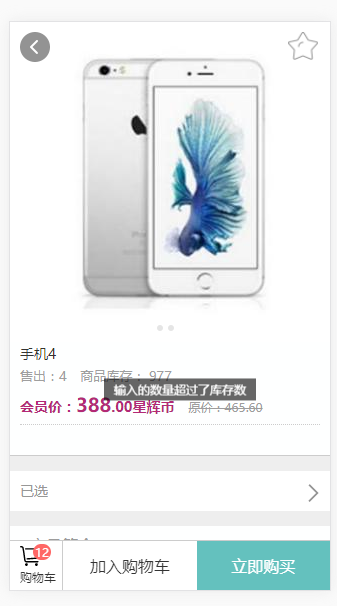 手机4
售出：4 商品库存： 977
输入的数量超过了库存数
会员价：388.00星辉币 原价：465.60
已选
12
购物车
加入购物车
立即购买